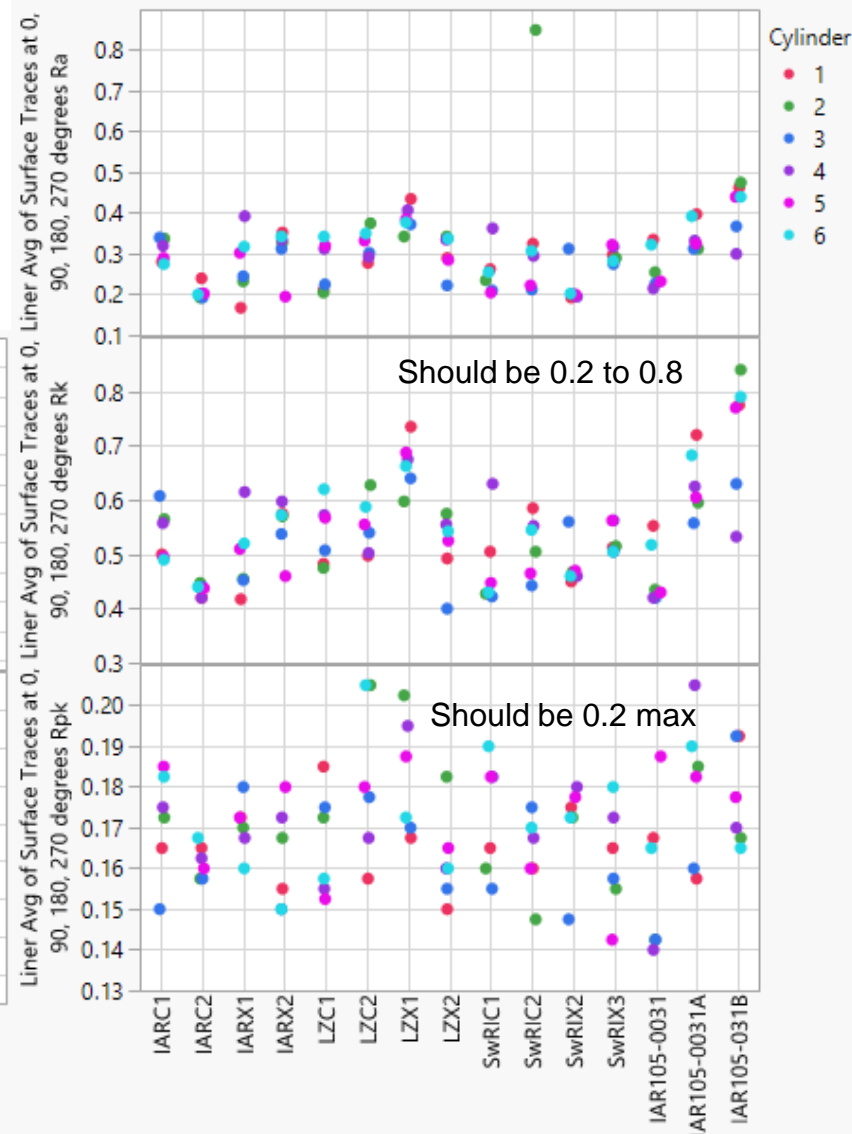 Liner Avg of Surface Traces at 0,
90, 180, 270 degrees Ra
0.8
0.7
0.6
0.5
0.4
0.3
0.2
0.1
Cylinder
1
2
3
4
5
6
Liner Avg of Surface Traces at 0,
90, 180, 270 degrees Rk
Should be 0.2 to 0.8
0.8
0.7
0.6
0.5
0.4
0.3
Liner Avg of Surface Traces at 0,
90, 180, 270 degrees Rpk
Should be 0.2 max
0.20
0.19
0.18
0.17
0.16
0.15
0.14
0.13
IARC1
IARC2
IARX1
IARX2
LZC1
LZC2
LZX1
LZX2
SwRIC1
SwRIC2
SwRIX2
SwRIX3
IAR105-0031
AR105-0031A
IAR105-031B